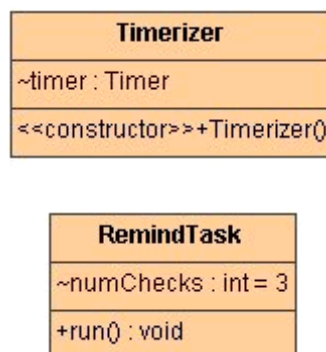 Timerizer
~timer : Timer
<<constructor>>+Timerizer()
RemindTask
~numChecks : int = 3
+run() : void